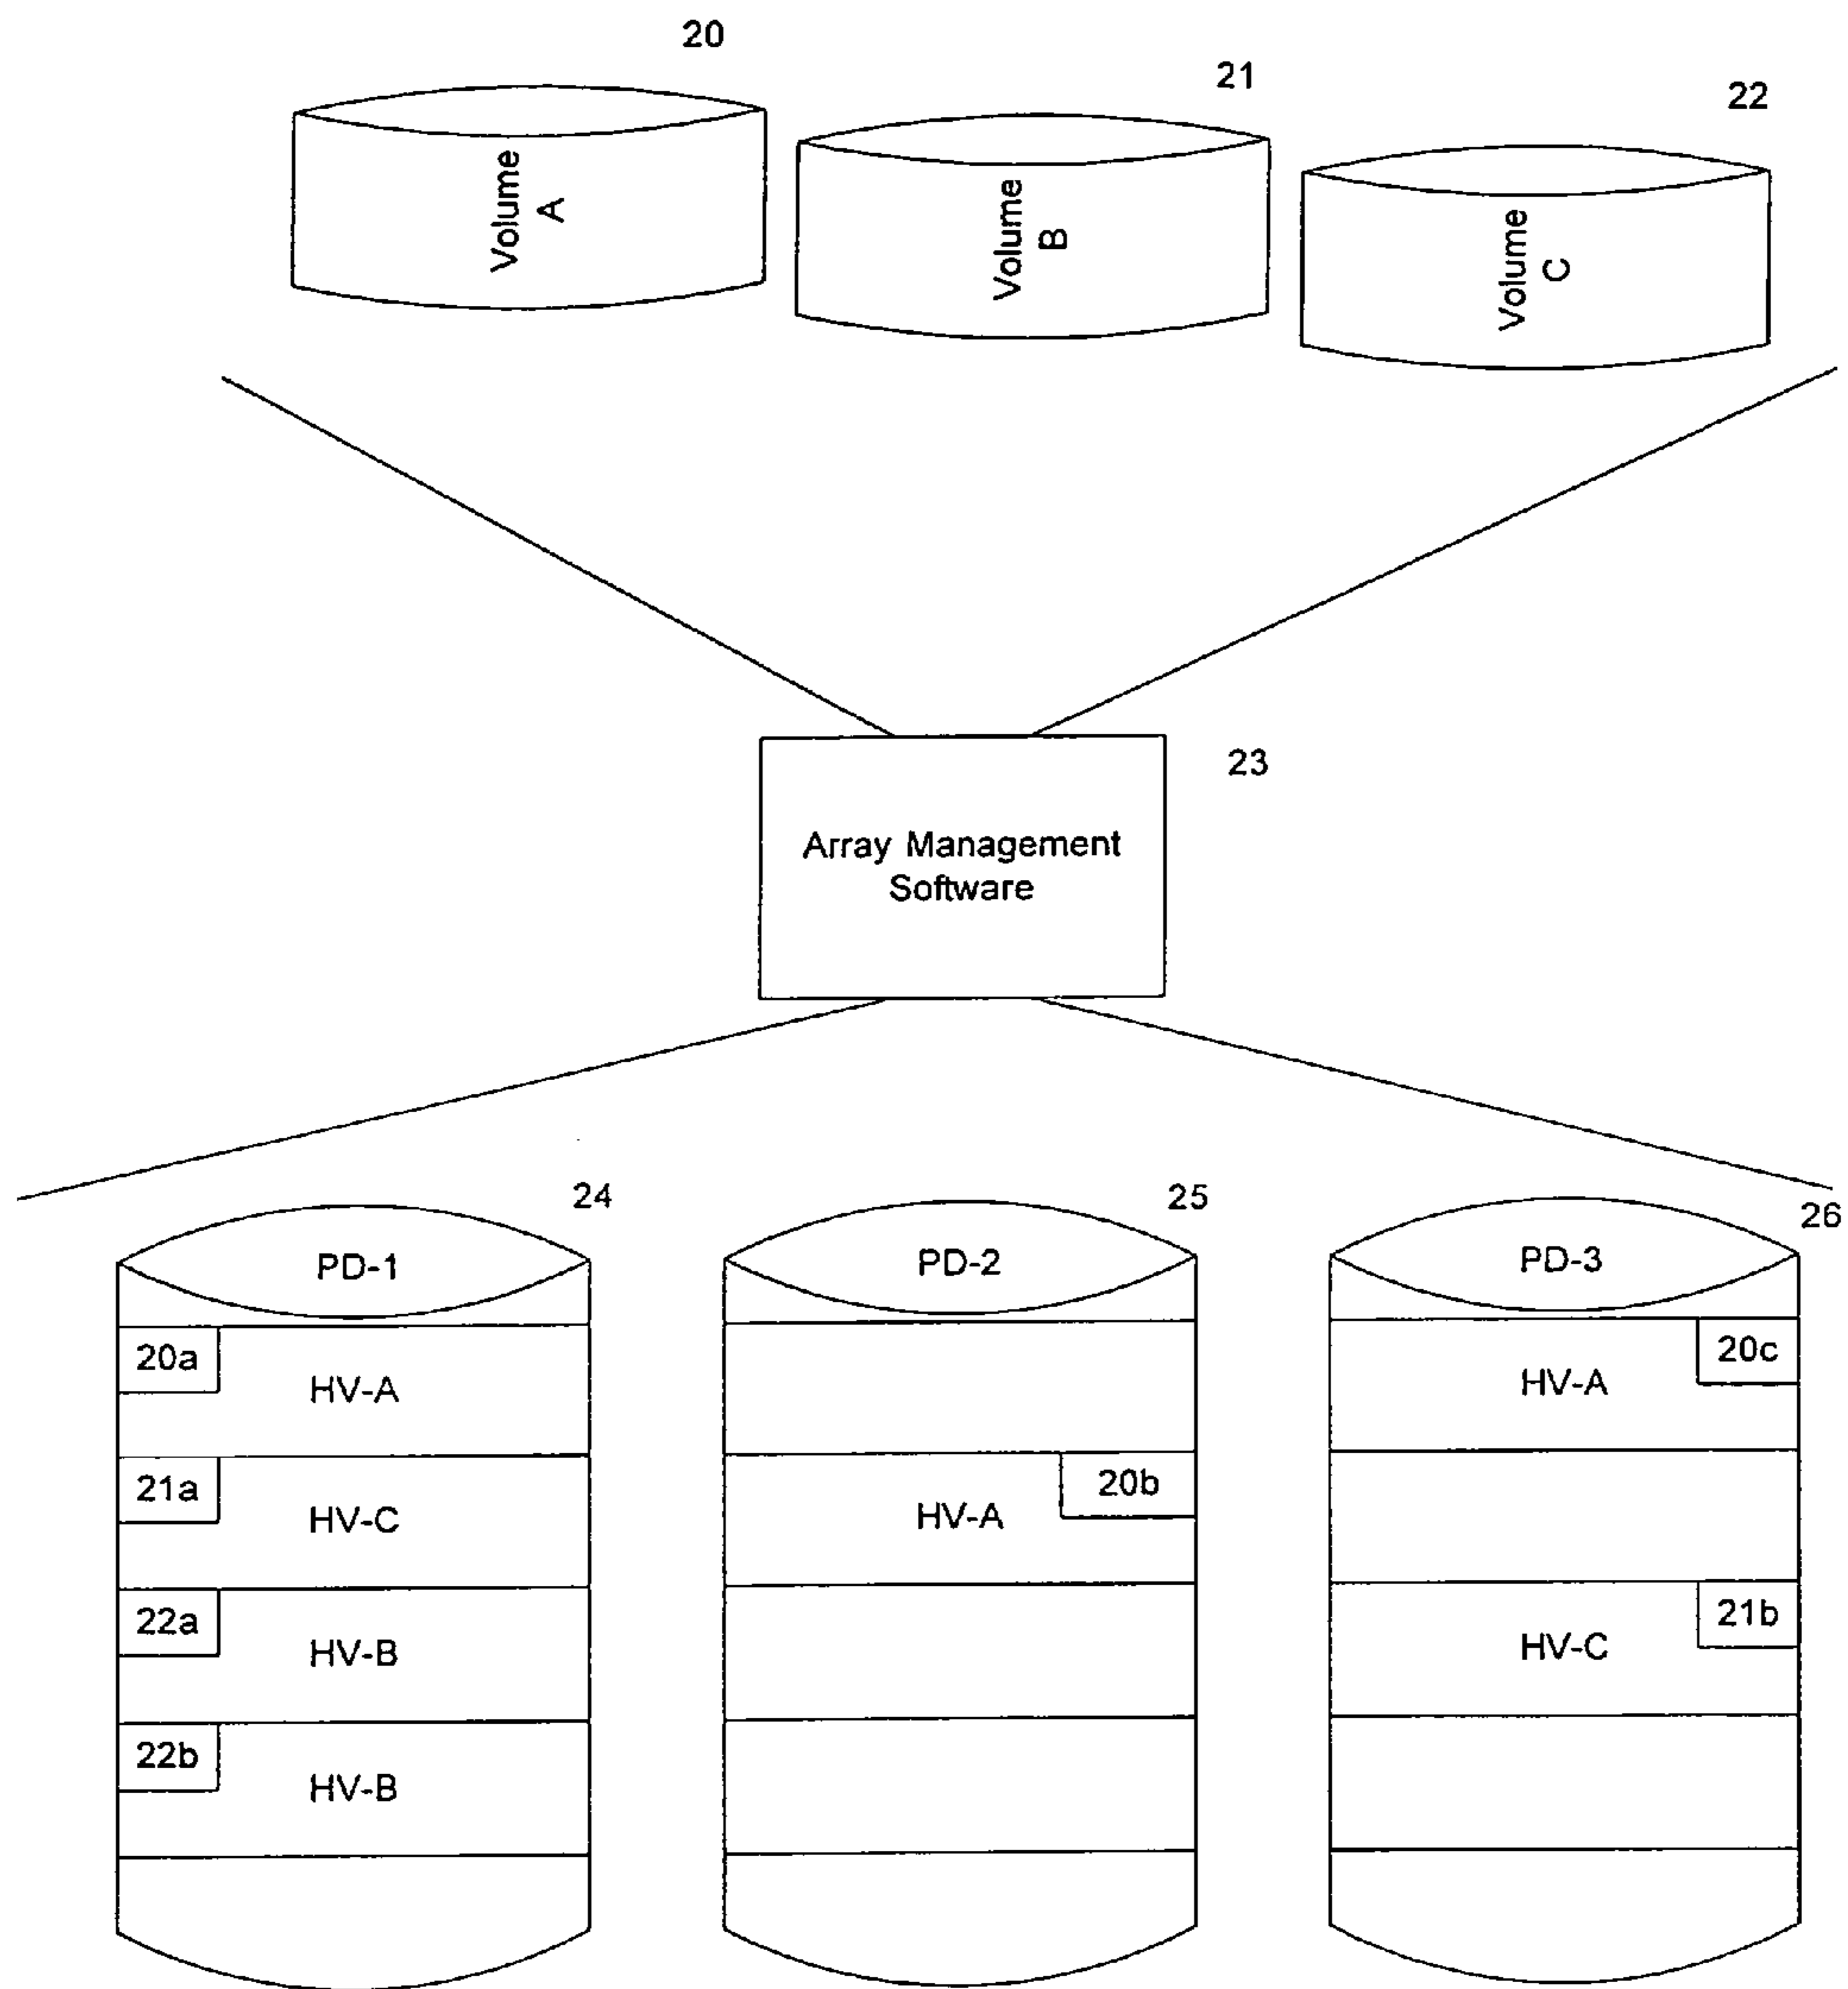 20
21
22
Volume
A
Volume
B
Volume
C
23
Array Management
Software
24
25
26
PD-1
PD-2
PD-3
20a
HV-A
HV-A
20c
21a
HV-C
HV-A
20b
22a
HV-B
HV-C
21b
22b
HV-B